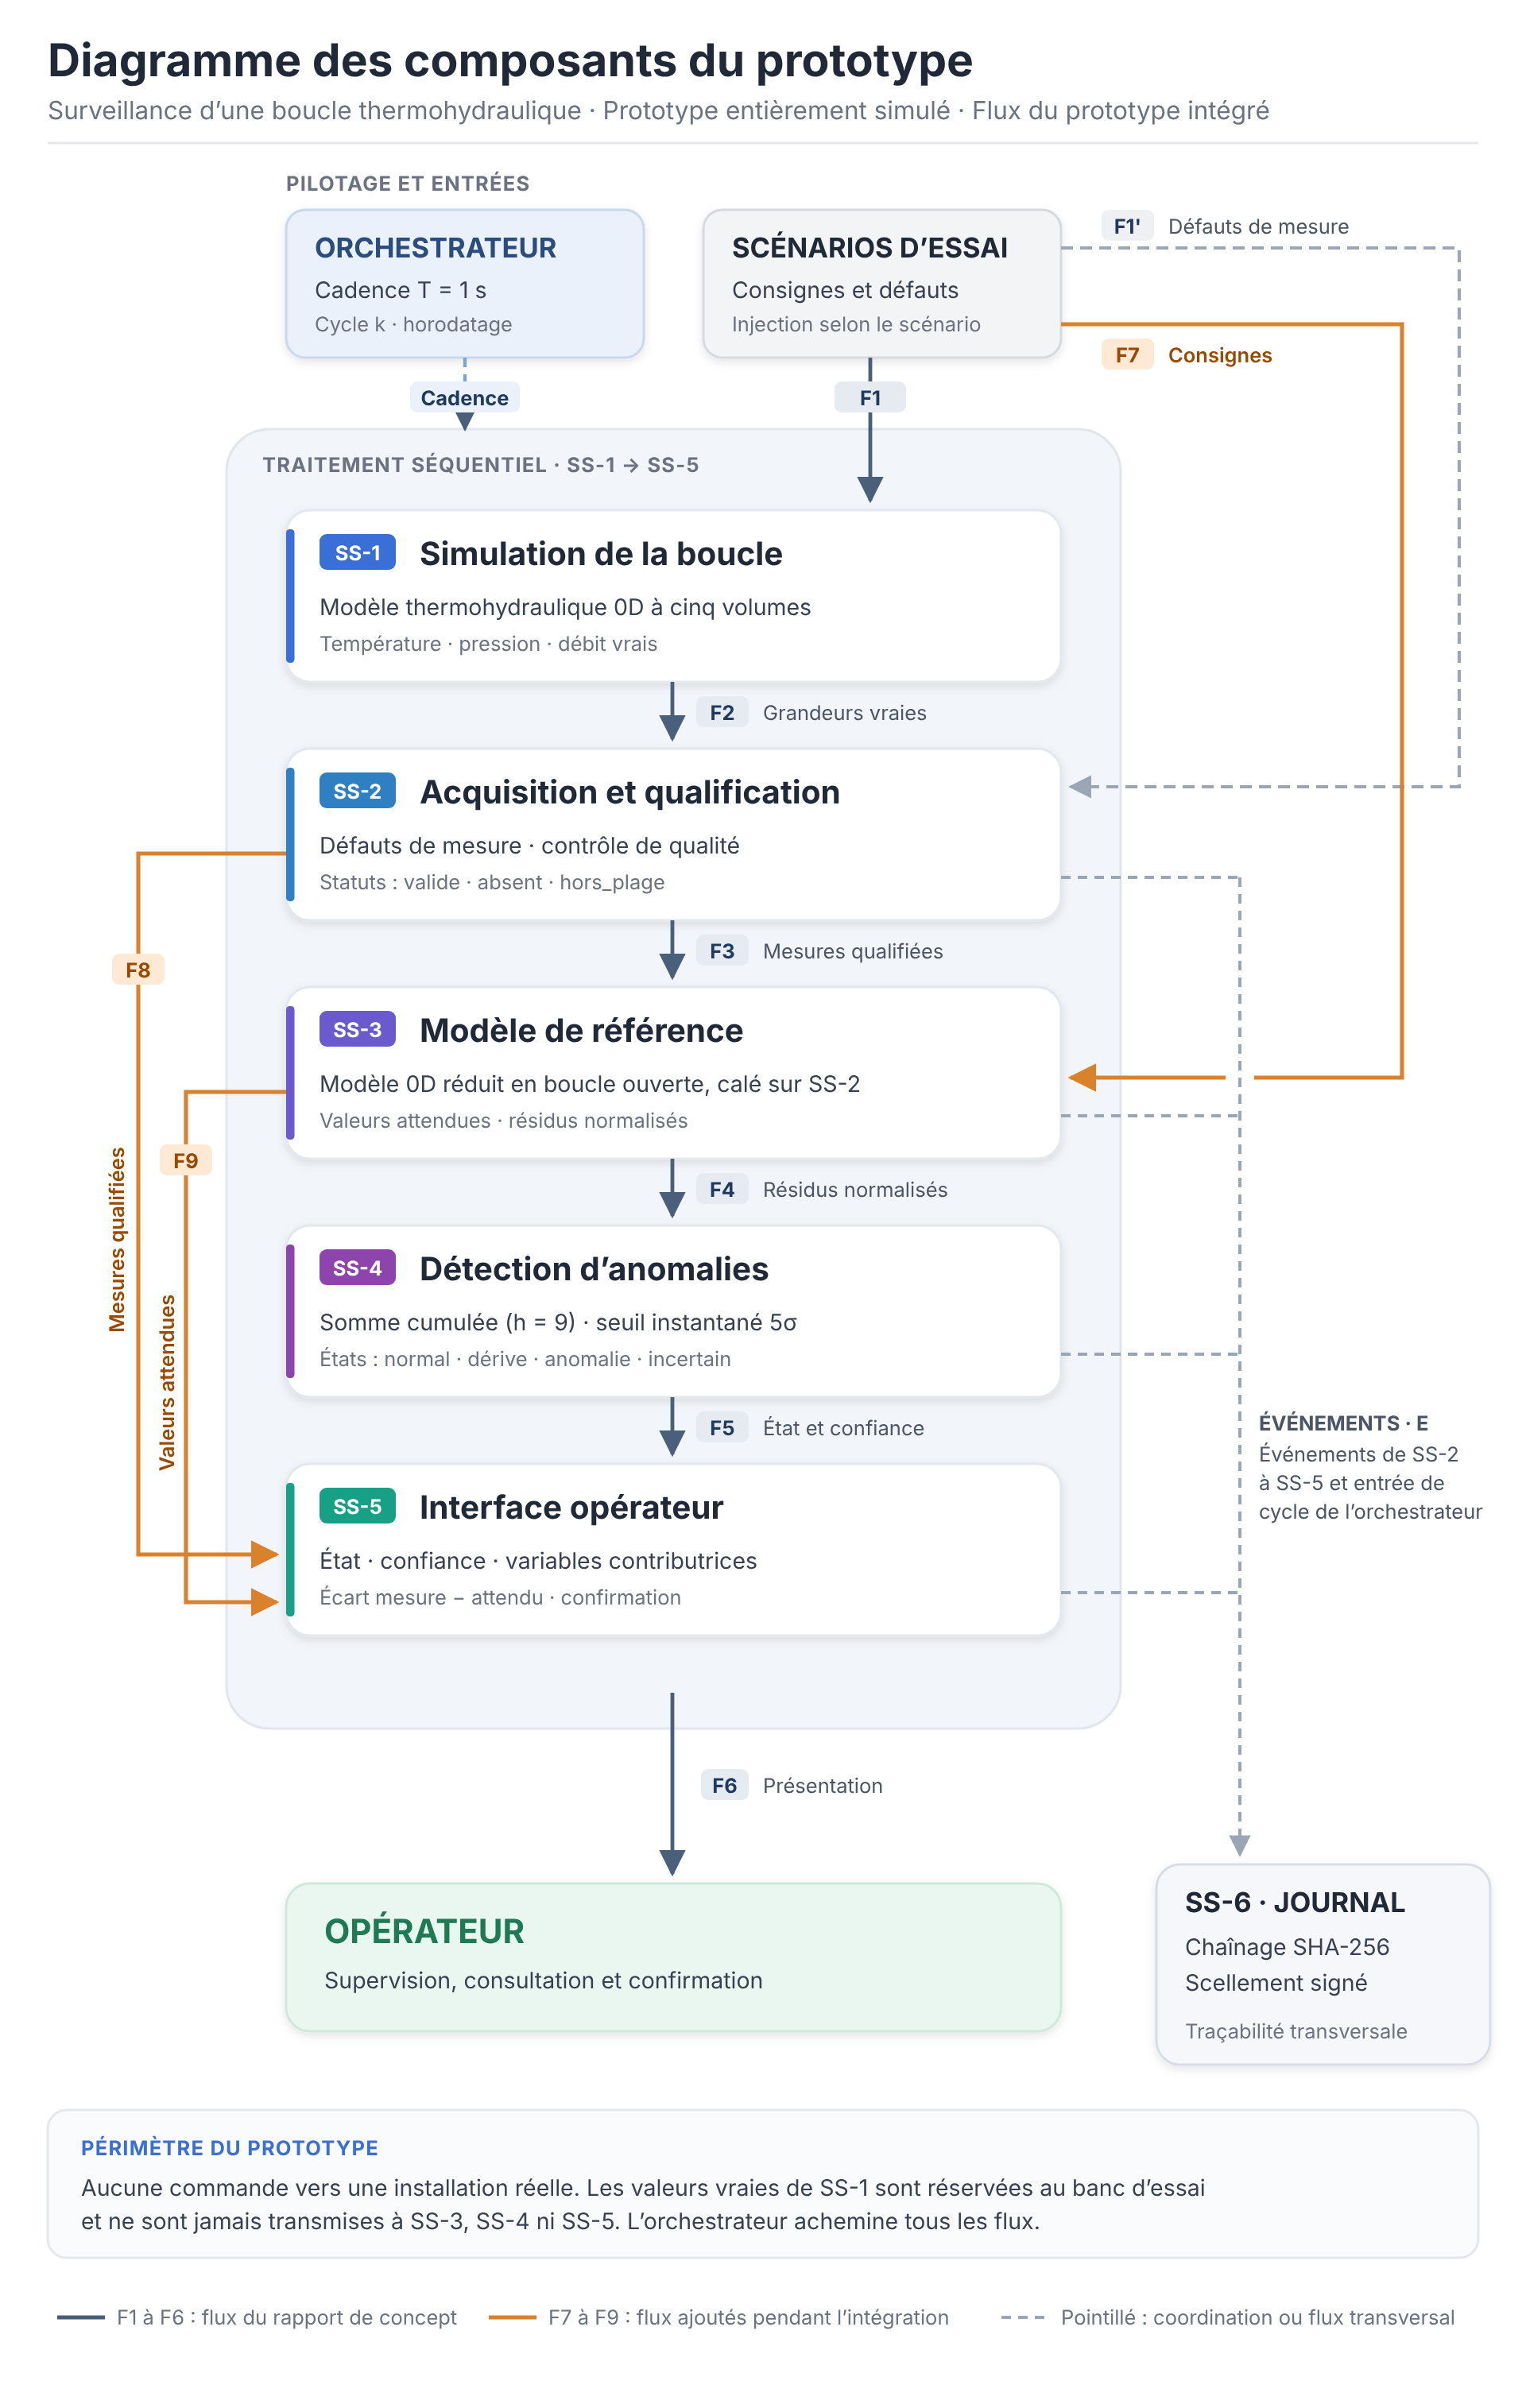 Diagramme des composants du prototype
Surveillance d’une boucle thermohydraulique · Prototype entièrement simulé · Flux du prototype intégré
PILOTAGE ET ENTRÉES
ORCHESTRATEUR
Cadence T = 1 s
Cycle k · horodatage
SCÉNARIOS D’ESSAI
Consignes et défauts
Injection selon le scénario
F1' Défauts de mesure
F7 Consignes
Cadence
F1
TRAITEMENT SÉQUENTIEL · SS-1 → SS-5
SS-1 Simulation de la boucle
Modèle thermohydraulique 0D à cinq volumes
Température · pression · débit vrais
F2 Grandeurs vraies
SS-2 Acquisition et qualification
Défauts de mesure · contrôle de qualité
Statuts : valide · absent · hors_plage
F3 Mesures qualifiées
F8
Mesures qualifiées
SS-3 Modèle de référence
Modèle 0D réduit en boucle ouverte, calé sur SS-2
Valeurs attendues · résidus normalisés
F9
Valeurs attendues
F4 Résidus normalisés
SS-4 Détection d’anomalies
Somme cumulée (h = 9) · seuil instantané 5σ
États : normal · dérive · anomalie · incertain
F5 État et confiance
ÉVÉNEMENTS · E
Événements de SS-2
à SS-5 et entrée de
cycle de l’orchestrateur
SS-5 Interface opérateur
État · confiance · variables contributrices
Écart mesure − attendu · confirmation
F6 Présentation
OPÉRATEUR
Supervision, consultation et confirmation
SS-6 · JOURNAL
Chaînage SHA-256
Scellement signé
Traçabilité transversale
PÉRIMÈTRE DU PROTOTYPE
Aucune commande vers une installation réelle. Les valeurs vraies de SS-1 sont réservées au banc d’essai
et ne sont jamais transmises à SS-3, SS-4 ni SS-5. L’orchestrateur achemine tous les flux.
F1 à F6 : flux du rapport de concept
F7 à F9 : flux ajoutés pendant l’intégration
Pointillé : coordination ou flux transversal